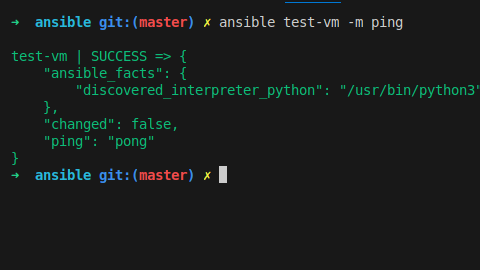 ➜  ansible git:(master) ✗ ansible test-vm -m ping
test-vm | SUCCESS => {
    "ansible_facts": {
        "discovered_interpreter_python": "/usr/bin/python3"
    },
    "changed": false,
    "ping": "pong"
}
➜  ansible git:(master) ✗